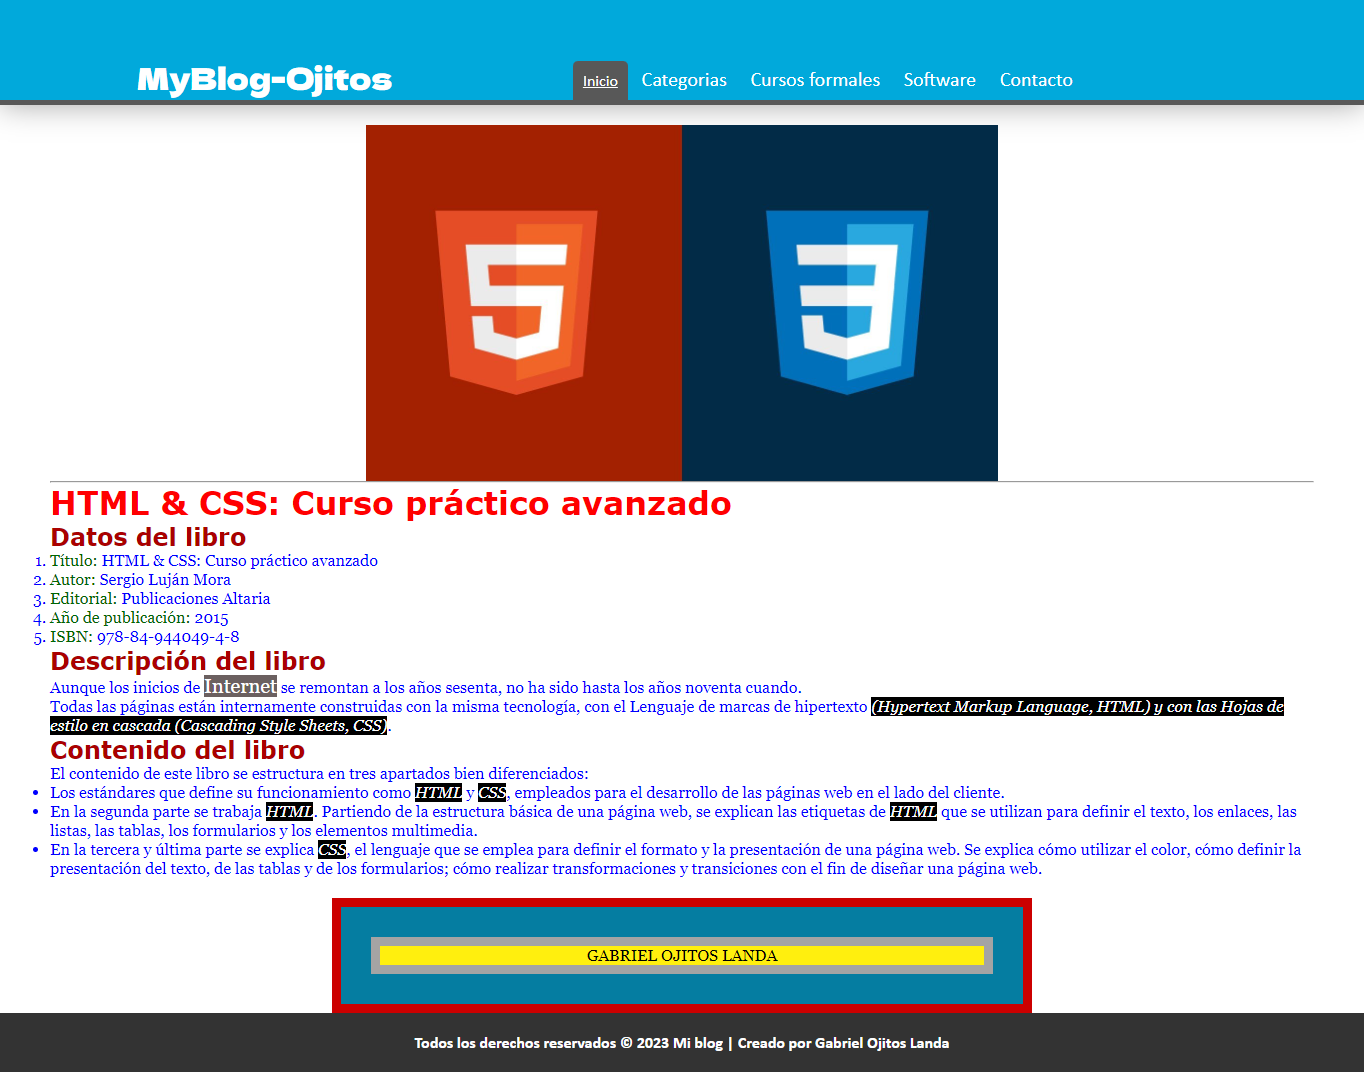 MyBlog-Ojitos
Inicio Categorias Cursos formales Software Contacto
5 3
HTML & CSS: Curso práctico avanzado
Datos del libro
1. Título: HTML & CSS: Curso práctico avanzado
2. Autor: Sergio Luján Mora
3. Editorial: Publicaciones Altaria
4. Año de publicación: 2015
5. ISBN: 978-84-944049-4-8
Descripción del libro
Aunque los inicios de Internet se remontan a los años sesenta, no ha sido hasta los años noventa cuando.
Todas las páginas están internamente construidas con la misma tecnología, con el Lenguaje de marcas de hipertexto (Hypertext Markup Language, HTML) y con las Hojas de
estilo en cascada (Cascading Style Sheets, CSS).
Contenido del libro
El contenido de este libro se estructura en tres apartados bien diferenciados:
• Los estándares que define su funcionamiento como HTML y CSS, empleados para el desarrollo de las páginas web en el lado del cliente.
• En la segunda parte se trabaja HTML. Partiendo de la estructura básica de una página web, se explican las etiquetas de HTML que se utilizan para definir el texto, los enlaces, las
listas, las tablas, los formularios y los elementos multimedia.
• En la tercera y última parte se explica CSS, el lenguaje que se emplea para definir el formato y la presentación de una página web. Se explica cómo utilizar el color, cómo definir la
presentación del texto, de las tablas y de los formularios; cómo realizar transformaciones y transiciones con el fin de diseñar una página web.
GABRIEL OJITOS LANDA
Todos los derechos reservados © 2023 Mi blog | Creado por Gabriel Ojitos Landa